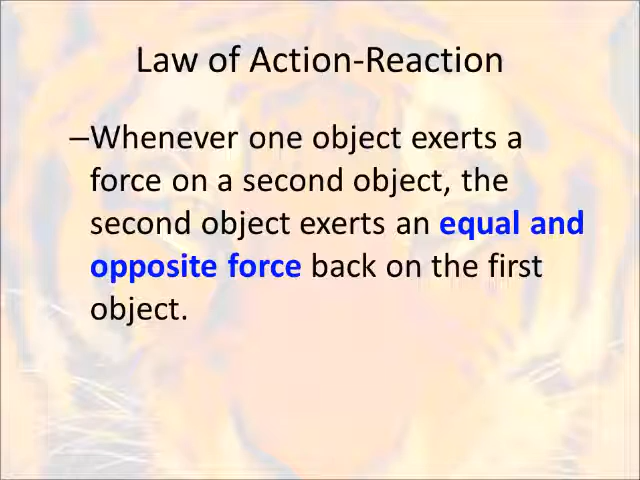 Law of Action-Reaction
–Whenever one object exerts a
force on a second object, the
second object exerts an equal and
opposite force back on the first
object.